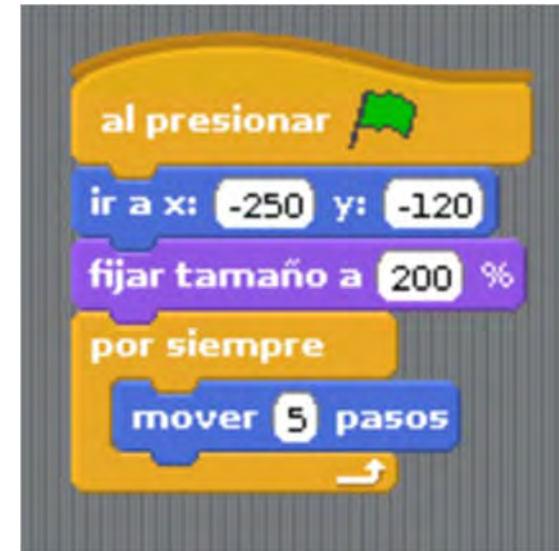 al presionar
ir a x: -250 y: -120
fijar tamaño a 200 %
por siempre
mover 5 pasos